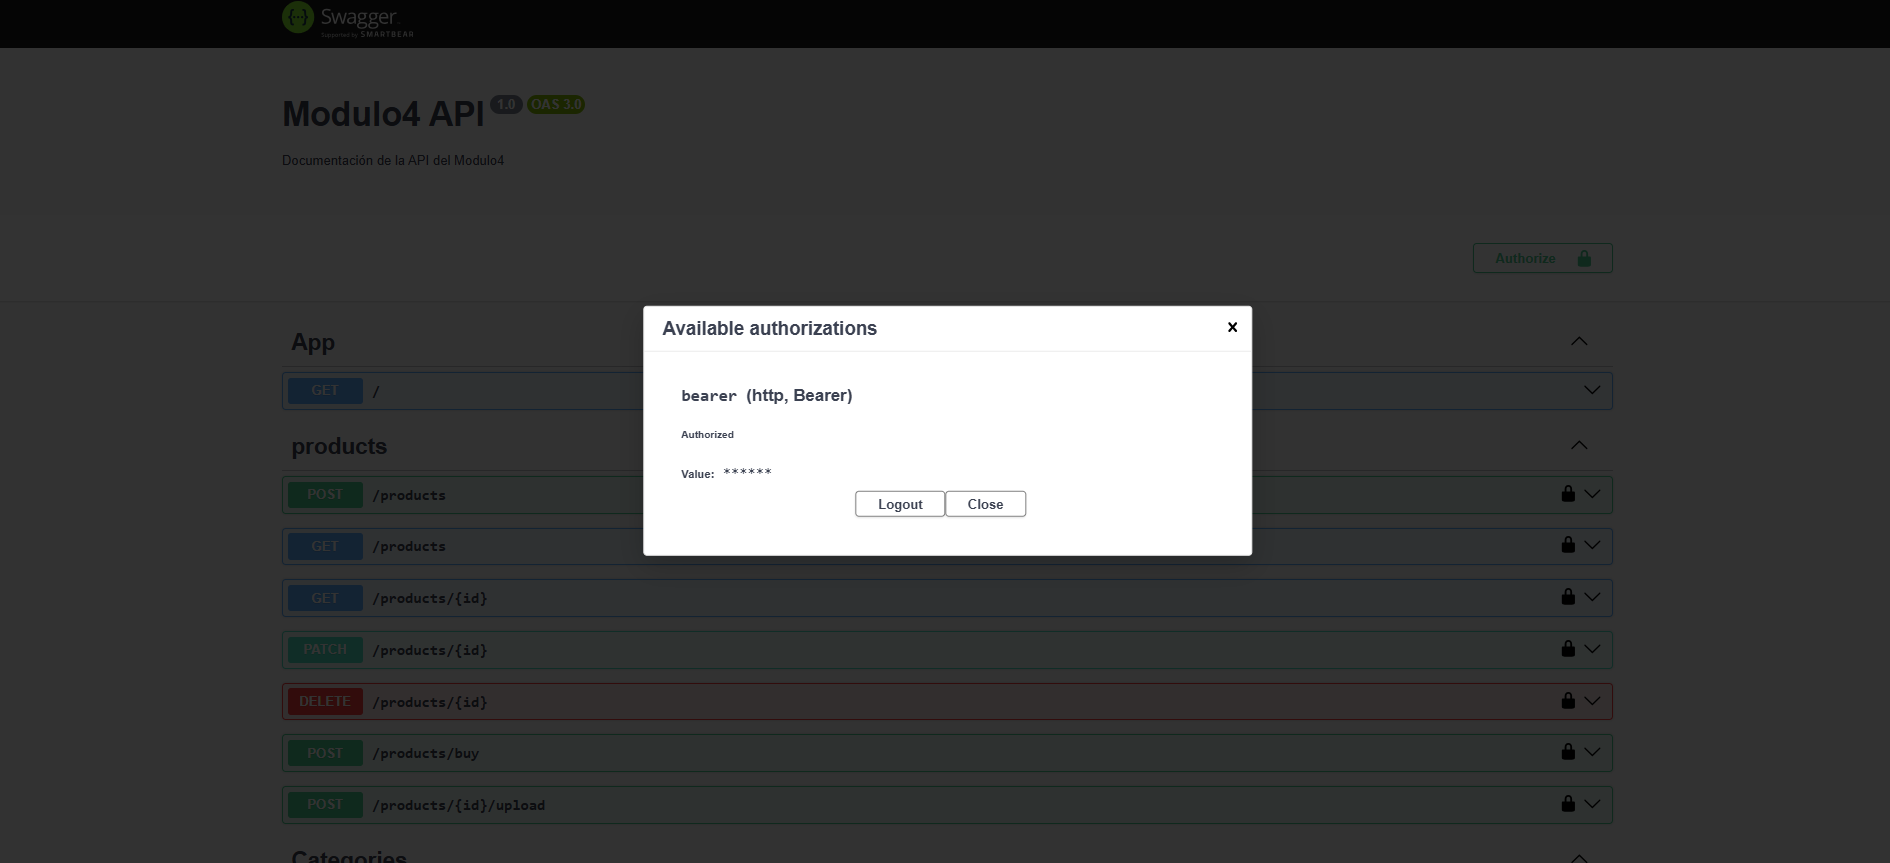 Swagger.
Supported by SMARTBEAR
Modulo4 API 1.0 OAS 3.0
Documentación de la API del Modulo4
Authorize
Available authorizations x
bearer (http, Bearer)
Authorized
Value: ******
Logout Close
App
GET /
products
POST /products
GET /products
GET /products/{id}
PATCH /products/{id}
DELETE /products/{id}
POST /products/buy
POST /products/{id}/upload
Categories